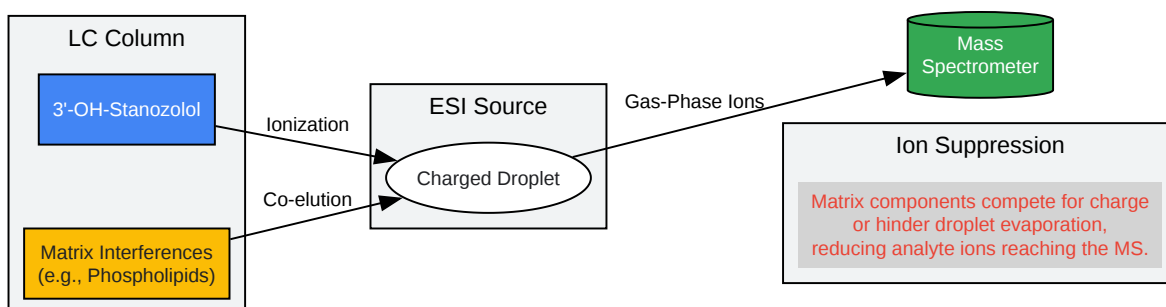 LC Column
3'-OH-Stanozolol
Matrix Interferences
(e.g., Phospholipids)
Ionization
Co-elution
ESI Source
Charged Droplet
Gas-Phase Ions
Mass
Spectrometer
Ion Suppression
Matrix components compete for charge
or hinder droplet evaporation,
reducing analyte ions reaching the MS.